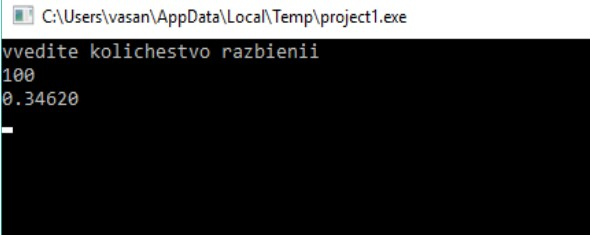 C:\Users\vasan\AppData\Local\Temp\project1.exe
vvedite kolichestvo razbienii
100
0.34620